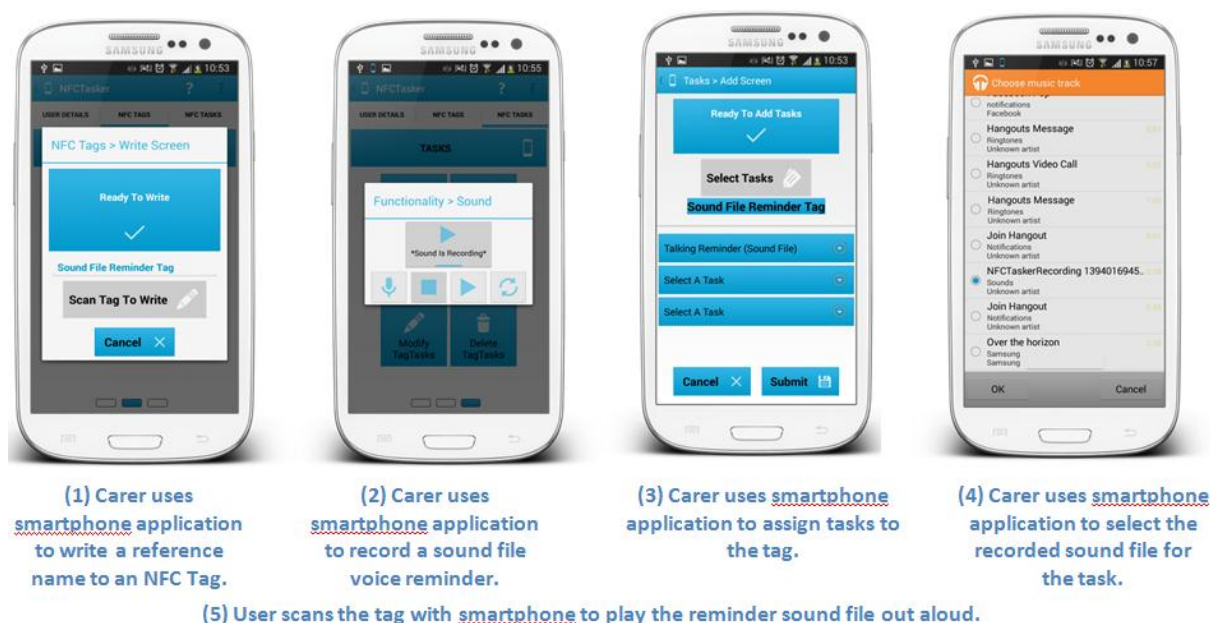 SAMSUNG
10:53
NFCTasker ?
USER DETAILS NFC TAGS NFC TASKS
NFC Tags > Write Screen
Ready To Write
Sound File Reminder Tag
Scan Tag To Write
Cancel
(1) Carer uses
smartphone application
to write a reference
name to an NFC Tag.
SAMSUNG
10:55
NFCTasker ?
USER DETAILS NFC TAGS NFC TASKS
TASKS
Functionality > Sound
*Sound Is Recording*
Modify
TagTasks
Delete
TagTasks
(2) Carer uses
smartphone application
to record a sound file
voice reminder.
SAMSUNG
10:53
Tasks > Add Screen
Ready To Add Tasks
Select Tasks
Sound File Reminder Tag
Talking Reminder (Sound File)
Select A Task
Select A Task
Cancel Submit
(3) Carer uses smartphone
application to assign tasks to
the tag.
SAMSUNG
10:57
Choose music track
notifications
Facebook
Hangouts Message
Ringtones
Unknown artist
Hangouts Video Call
Ringtones
Unknown artist
Hangouts Message
Ringtones
Unknown artist
Join Hangout
Notifications
Unknown artist
NFCTaskerRecording 1394016945..
Sounds
Unknown artist
Join Hangout
Notifications
Unknown artist
Over the horizon
Samsung
Samsung
OK Cancel
(4) Carer uses smartphone
application to select the
recorded sound file for
the task.
(5) User scans the tag with smartphone to play the reminder sound file out aloud.